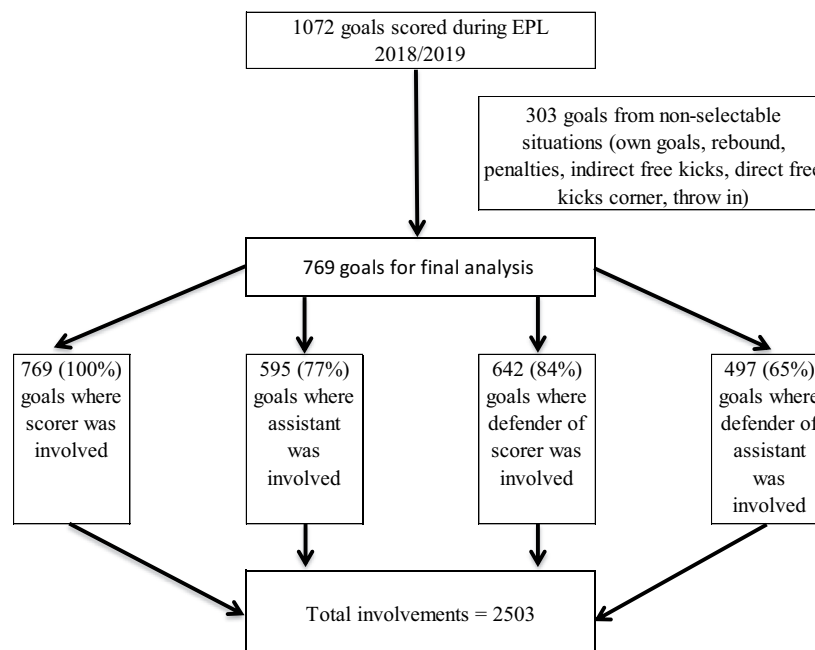 1072 goals scored during EPL
2018/2019
303 goals from non-selectable
situations (own goals, rebound,
penalties, indirect free kicks, direct free
kicks corner, throw in)
769 goals for final analysis
769 (100%)
goals where
scorer was
involved
595 (77%)
goals where
assistant
was
involved
642 (84%)
goals where
defender of
scorer was
involved
497 (65%)
goals where
defender of
assistant
was
involved
Total involvements = 2503